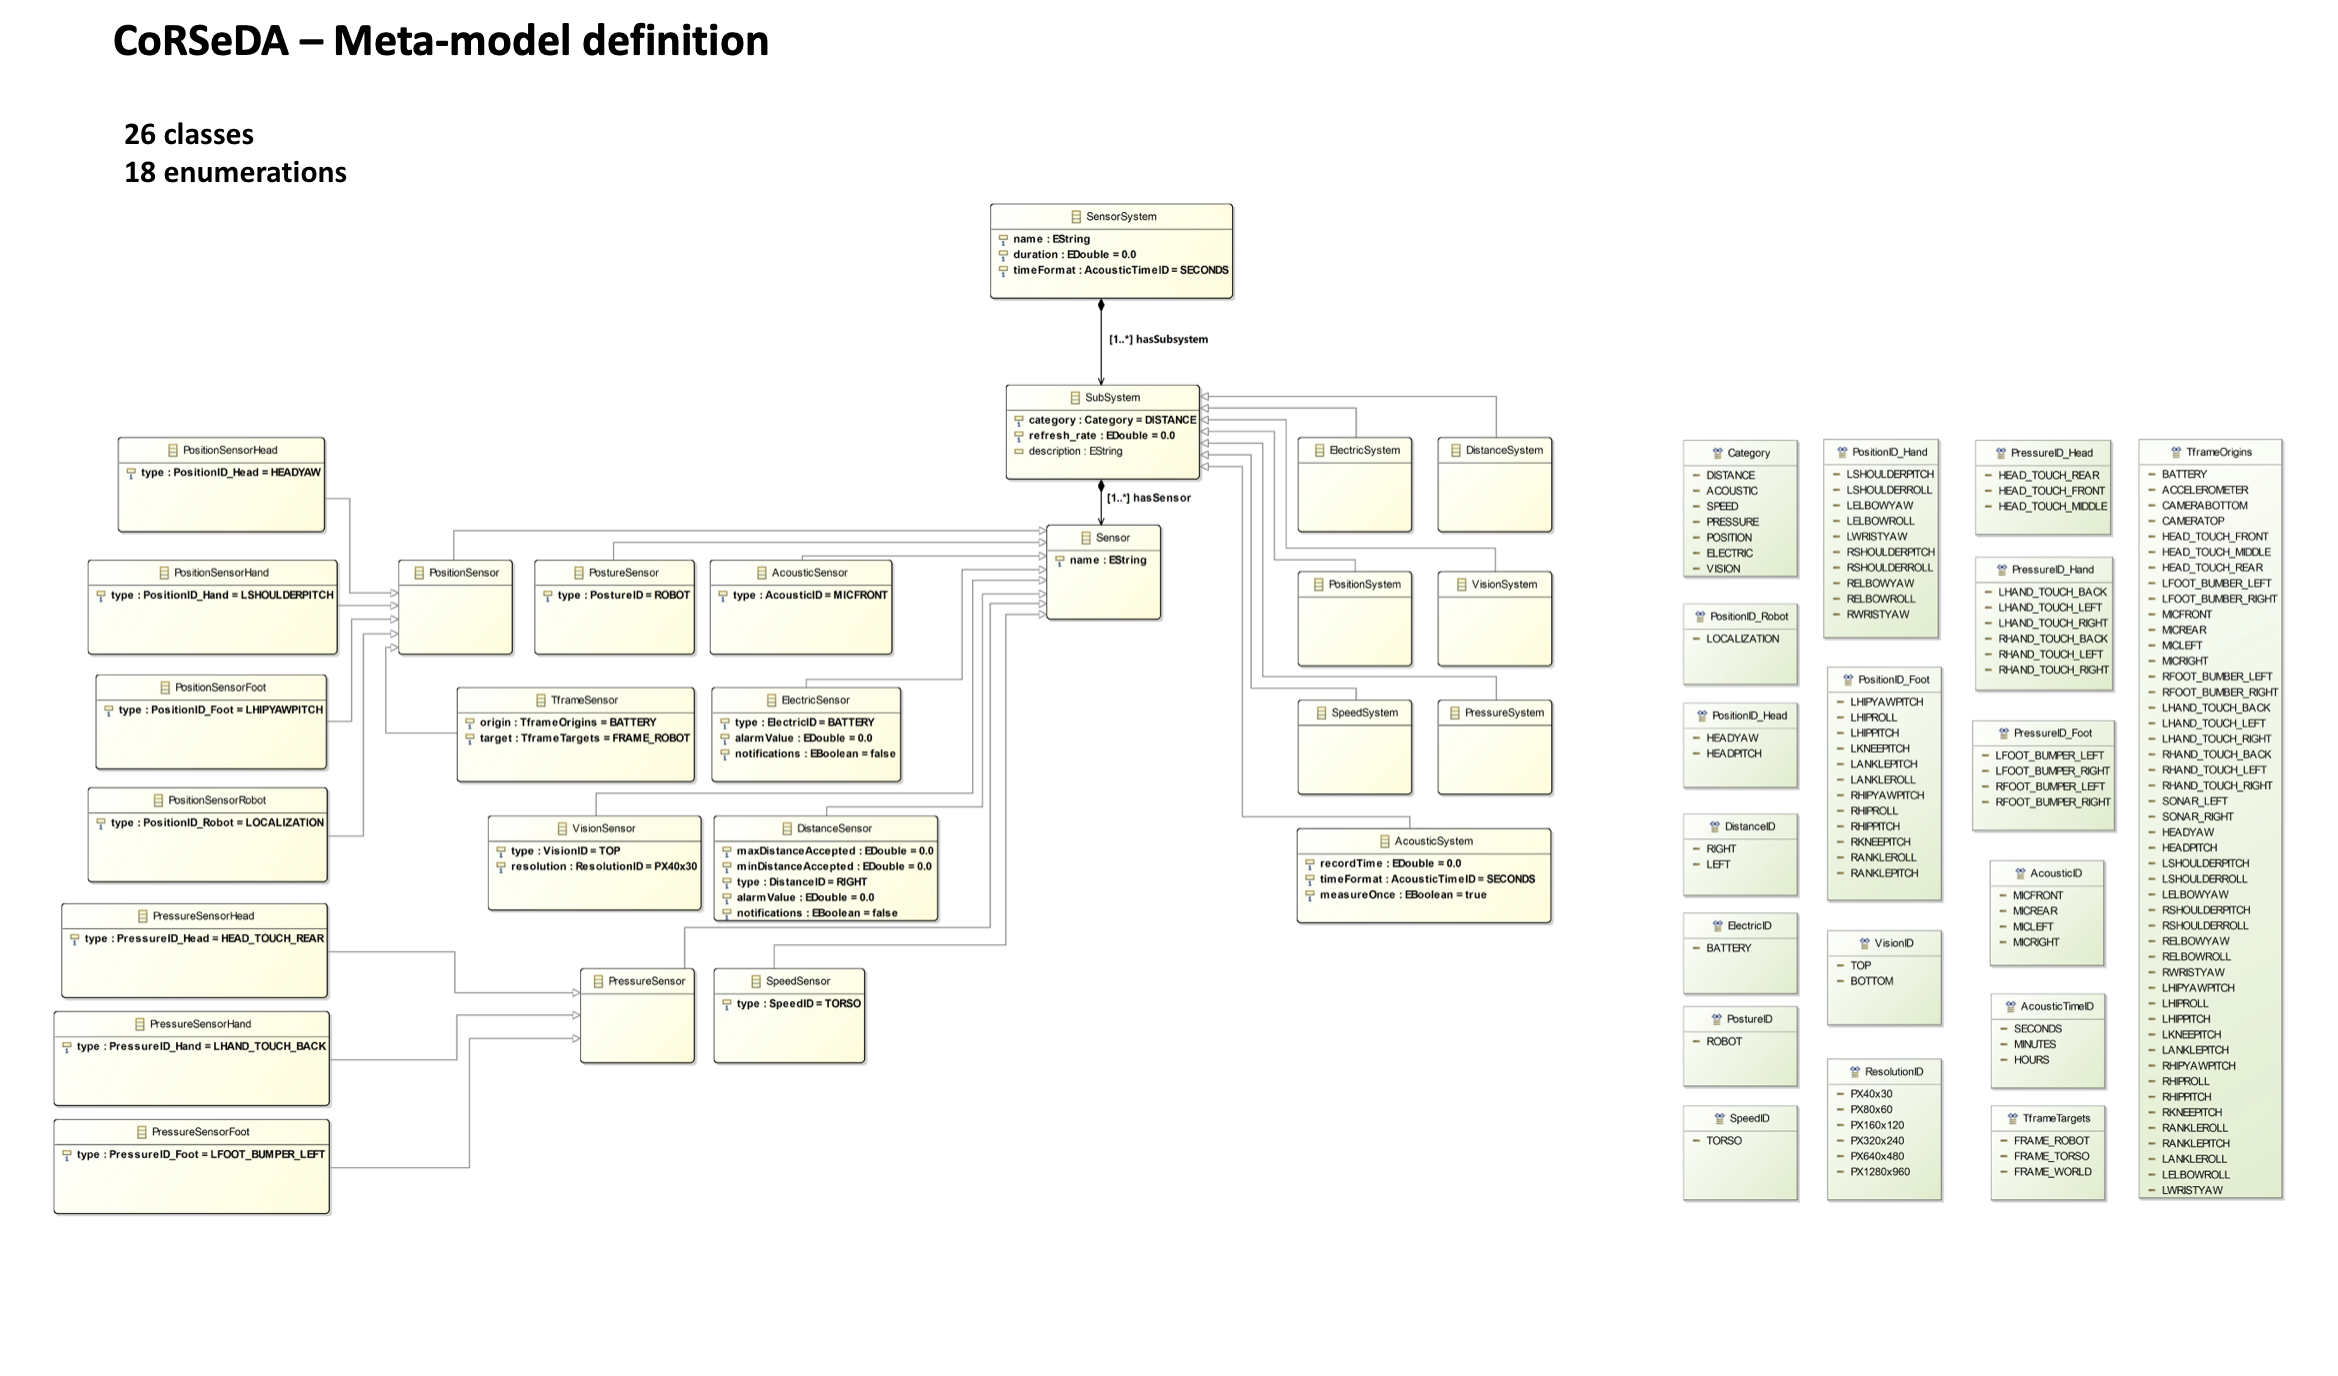 CoRSeDA – Meta-model definition
26 classes
18 enumerations
SensorSystem
name : EString
duration : EDouble = 0.0
timeFormat : AcousticTimeID = SECONDS
[1..*] hasSubsystem
SubSystem
category : Category = DISTANCE
refresh_rate : EDouble = 0.0
description : EString
[1..*] hasSensor
Sensor
name : EString
PositionSensorHead
type : PositionID_Head = HEADYAW
PositionSensorHand
type : PositionID_Hand = LSHOULDERPITCH
PositionSensorFoot
type : PositionID_Foot = LHIPYAWPITCH
PositionSensorRobot
type : PositionID_Robot = LOCALIZATION
PressureSensorHead
type : PressureID_Head = HEAD_TOUCH_REAR
PressureSensorHand
type : PressureID_Hand = LHAND_TOUCH_BACK
PressureSensorFoot
type : PressureID_Foot = LFOOT_BUMPER_LEFT
PositionSensor
PostureSensor
type : PostureID = ROBOT
AcousticSensor
type : AcousticID = MICFRONT
TframeSensor
origin : TframeOrigins = BATTERY
target : TframeTargets = FRAME_ROBOT
ElectricSensor
type : ElectricID = BATTERY
alarmValue : EDouble = 0.0
notifications : EBoolean = false
VisionSensor
type : VisionID = TOP
resolution : ResolutionID = PX40x30
DistanceSensor
maxDistanceAccepted : EDouble = 0.0
minDistanceAccepted : EDouble = 0.0
type : DistanceID = RIGHT
alarmValue : EDouble = 0.0
notifications : EBoolean = false
PressureSensor
SpeedSensor
type : SpeedID = TORSO
ElectricSystem
DistanceSystem
PositionSystem
VisionSystem
SpeedSystem
PressureSystem
AcousticSystem
recordTime : EDouble = 0.0
timeFormat : AcousticTimeID = SECONDS
measureOnce : EBoolean = true
Category
DISTANCE
ACOUSTIC
SPEED
PRESSURE
POSITION
ELECTRIC
VISION
PositionID_Robot
LOCALIZATION
PositionID_Head
HEADYAW
HEADPITCH
DistanceID
RIGHT
LEFT
ElectricID
BATTERY
PostureID
ROBOT
SpeedID
TORSO
PositionID_Hand
LSHOULDERPITCH
LSHOULDERROLL
LELBOWYAW
LELBOWROLL
LWRISTYAW
RSHOULDERPITCH
RSHOULDERROLL
RELBOWYAW
RELBOWROLL
RWRISTYAW
PositionID_Foot
LHIPYAWPITCH
LHIPROLL
LHIPPITCH
LKNEEPITCH
LANKLEPITCH
LANKLEROLL
RHIPYAWPITCH
RHIPROLL
RHIPPITCH
RKNEEPITCH
RANKLEROLL
RANKLEPITCH
VisionID
TOP
BOTTOM
ResolutionID
PX40x30
PX80x60
PX160x120
PX320x240
PX640x480
PX1280x960
PressureID_Head
HEAD_TOUCH_REAR
HEAD_TOUCH_FRONT
HEAD_TOUCH_MIDDLE
PressureID_Hand
LHAND_TOUCH_BACK
LHAND_TOUCH_LEFT
LHAND_TOUCH_RIGHT
RHAND_TOUCH_BACK
RHAND_TOUCH_LEFT
RHAND_TOUCH_RIGHT
PressureID_Foot
LFOOT_BUMPER_LEFT
LFOOT_BUMPER_RIGHT
RFOOT_BUMPER_LEFT
RFOOT_BUMPER_RIGHT
AcousticID
MICFRONT
MICREAR
MICLEFT
MICRIGHT
AcousticTimeID
SECONDS
MINUTES
HOURS
TframeTargets
FRAME_ROBOT
FRAME_TORSO
FRAME_WORLD
TframeOrigins
BATTERY
ACCELEROMETER
CAMERABOTTOM
CAMERATOP
HEAD_TOUCH_FRONT
HEAD_TOUCH_MIDDLE
HEAD_TOUCH_REAR
LFOOT_BUMBER_LEFT
LFOOT_BUMBER_RIGHT
MICFRONT
MICREAR
MICLEFT
MICRIGHT
RFOOT_BUMBER_LEFT
RFOOT_BUMBER_RIGHT
LHAND_TOUCH_BACK
LHAND_TOUCH_LEFT
LHAND_TOUCH_RIGHT
RHAND_TOUCH_BACK
RHAND_TOUCH_LEFT
RHAND_TOUCH_RIGHT
SONAR_LEFT
SONAR_RIGHT
HEADYAW
HEADPITCH
LSHOULDERPITCH
LSHOULDERROLL
LELBOWYAW
RSHOULDERPITCH
RSHOULDERROLL
RELBOWYAW
RELBOWROLL
RWRISTYAW
LHIPYAWPITCH
LHIPROLL
LHIPPITCH
LKNEEPITCH
LANKLEPITCH
RHIPYAWPITCH
RHIPROLL
RHIPPITCH
RKNEEPITCH
RANKLEROLL
RANKLEPITCH
LANKLEROLL
LELBOWROLL
LWRISTYAW